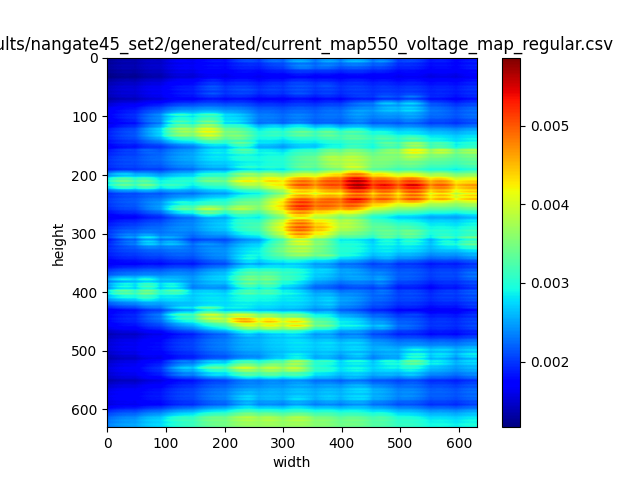 ults/nangate45_set2/generated/current_map550_voltage_map_regular.csv
0
100
200
300
400
500
600
height
0 100 200 300 400 500 600
width
0.005
0.004
0.003
0.002